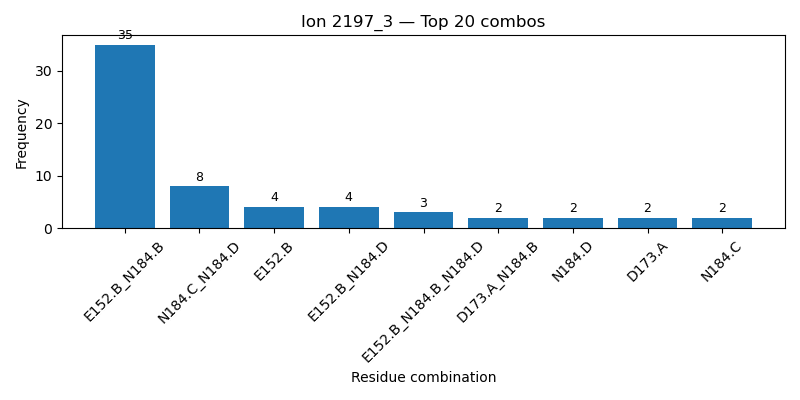 Ion 2197_3 — Top 20 combos
Frequency
30
20
10
0
35
8
4
4
3
2
2
2
2
E152.B_N184.B
N184.C_N184.D
E152.B
E152.B_N184.D
E152.B_N184.B_N184.D
D173.A_N184.B
N184.D
D173.A
N184.C
Residue combination